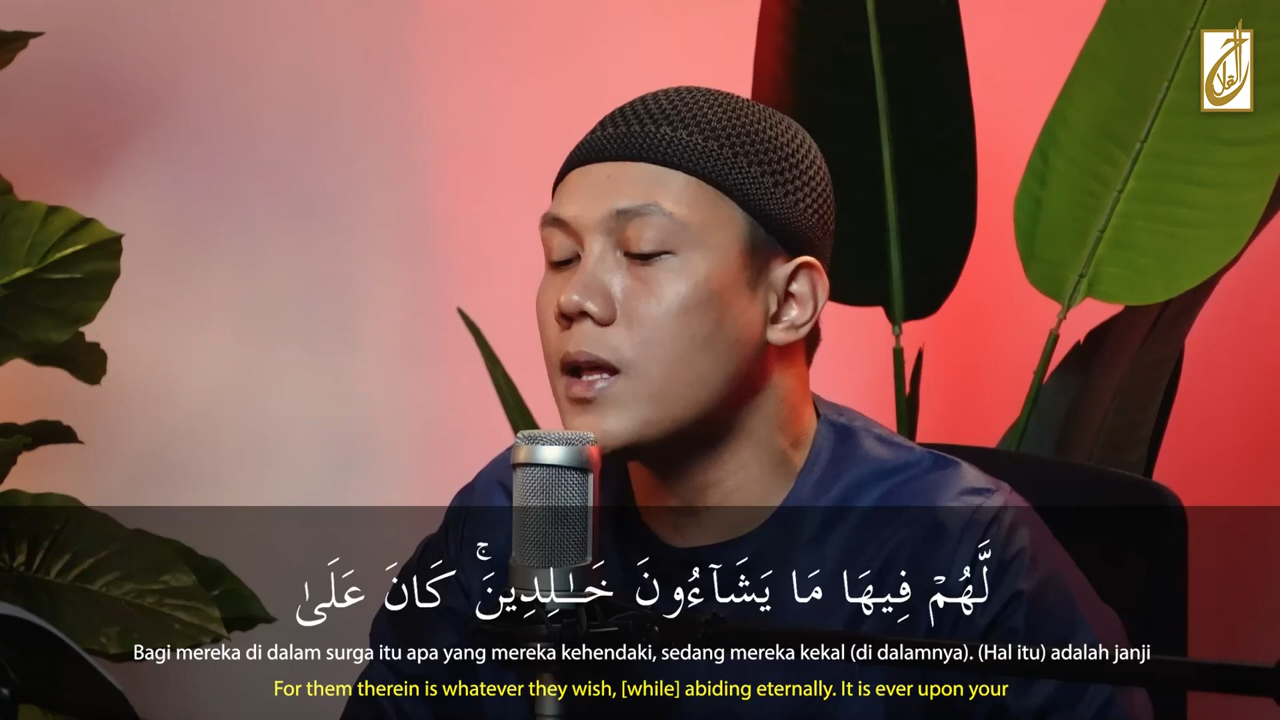 لَّهُمْ فِيهَا مَا يَشَآءُونَ خَـٰلِدِينَ ۚ كَانَ عَلَىٰ
Bagi mereka di dalam surga itu apa yang mereka kehendaki, sedang mereka kekal (di dalamnya). (Hal itu) adalah janji
For them therein is whatever they wish, [while] abiding eternally. It is ever upon your